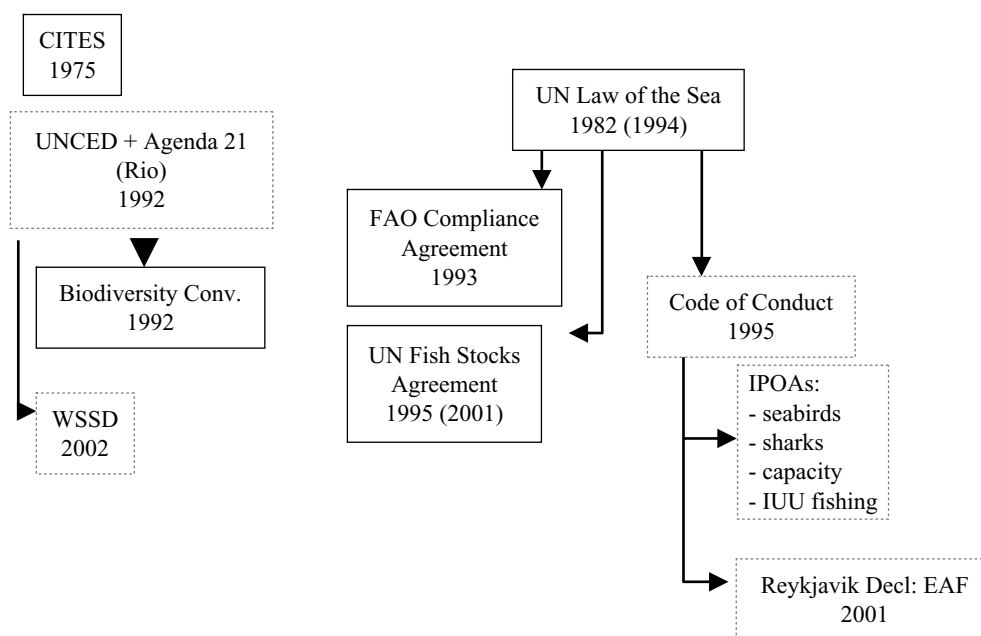 CITES
1975
UNCED + Agenda 21
(Rio)
1992
Biodiversity Conv.
1992
WSSD
2002
UN Law of the Sea
1982 (1994)
FAO Compliance
Agreement
1993
UN Fish Stocks
Agreement
1995 (2001)
Code of Conduct
1995
IPOAs:
- seabirds
- sharks
- capacity
- IUU fishing
Reykjavik Decl: EAF
2001